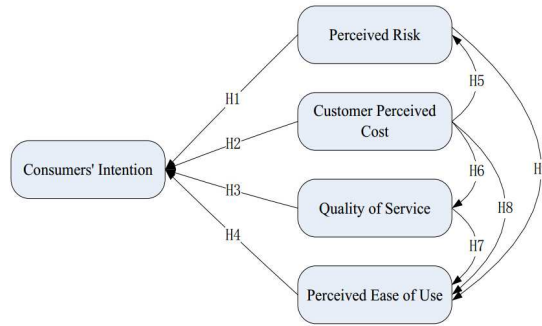 Perceived Risk
H5
H1
Customer Perceived
Cost
H2
Consumers' Intention
H6
H
H3
Quality of Service
H8
H4
H7
Perceived Ease of Use